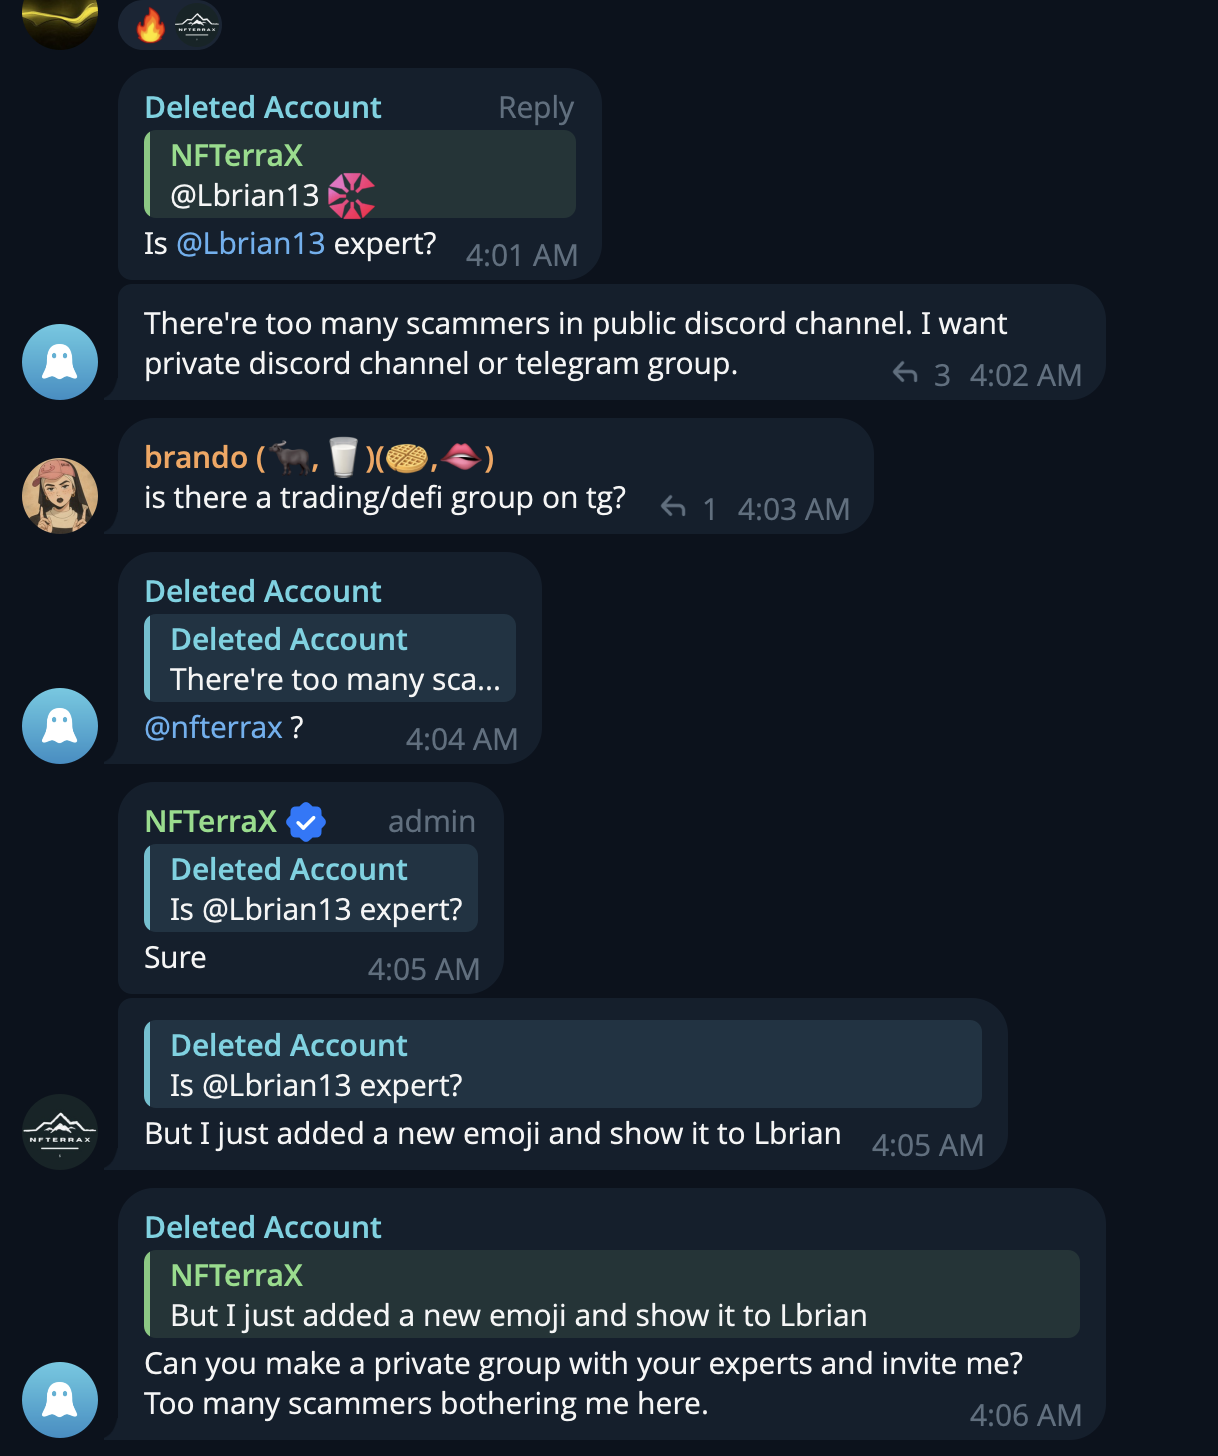 NFTERRAX
Deleted Account Reply
NFTerraX
@Lbrian13
Is @Lbrian13 expert? 4:01 AM
There're too many scammers in public discord channel. I want
private discord channel or telegram group. 3 4:02 AM
brando (🐃,🥛)(🧇,🫦)
is there a trading/defi group on tg? 1 4:03 AM
Deleted Account
Deleted Account
There're too many sca...
@nfterrax ? 4:04 AM
NFTerraX admin
Deleted Account
Is @Lbrian13 expert?
Sure 4:05 AM
Deleted Account
Is @Lbrian13 expert?
NFTERRAX
But I just added a new emoji and show it to Lbrian 4:05 AM
Deleted Account
NFTerraX
But I just added a new emoji and show it to Lbrian
Can you make a private group with your experts and invite me?
Too many scammers bothering me here. 4:06 AM